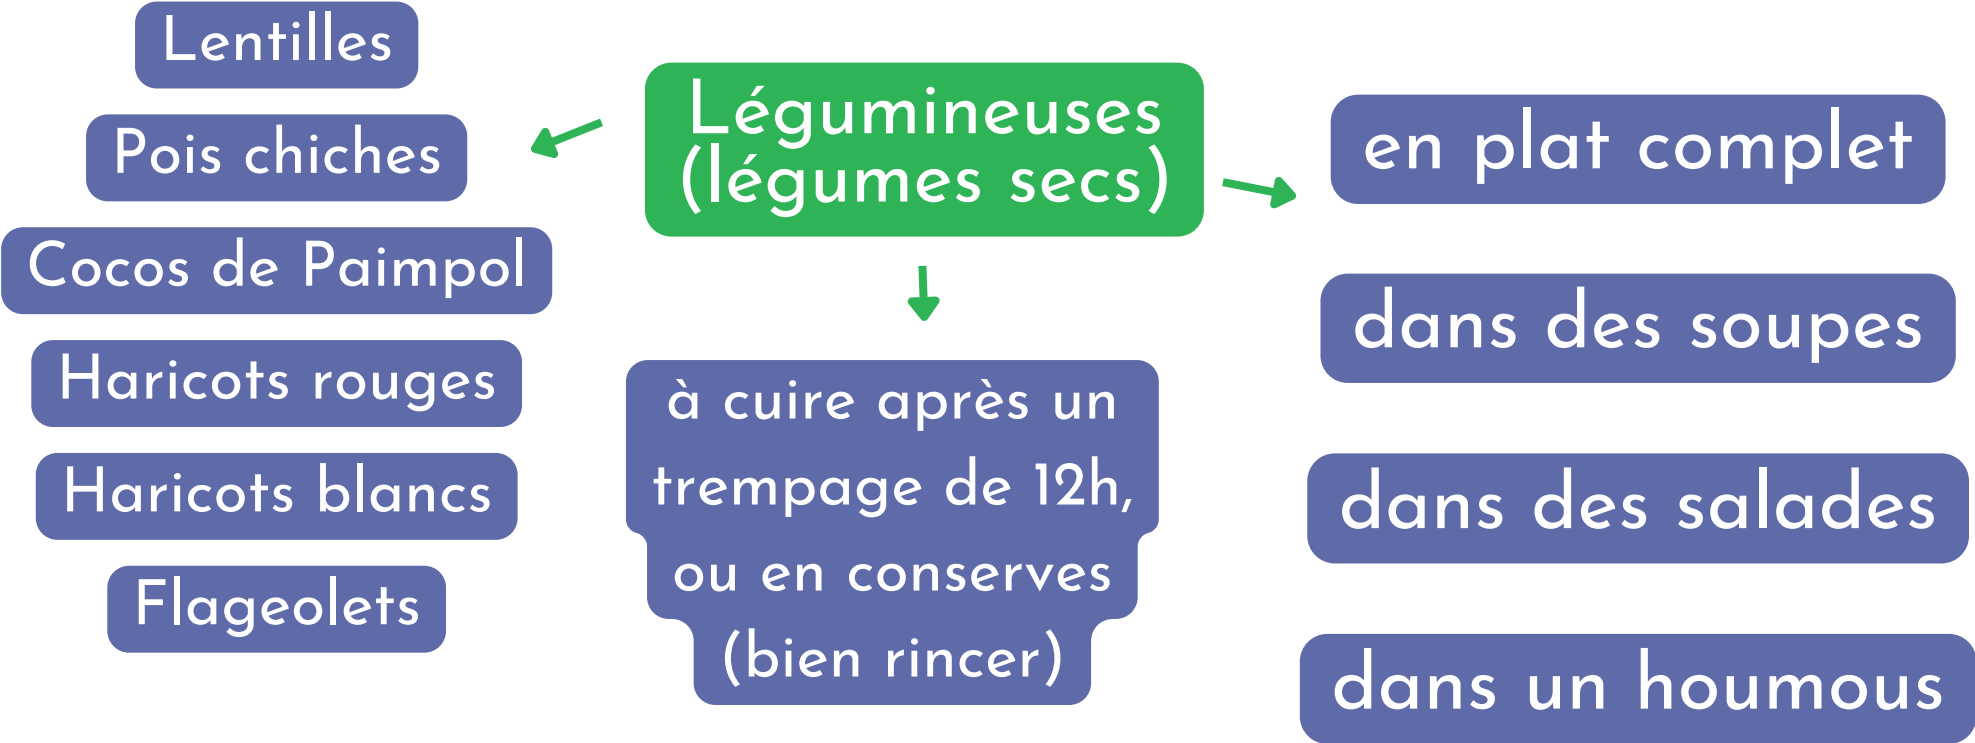 Lentilles
Pois chiches
Cocos de Paimpol
Haricots rouges
Haricots blancs
Flageolets
Légumineuses
(légumes secs)
à cuire après un
trempage de 12h,
ou en conserves
(bien rincer)
en plat complet
dans des soupes
dans des salades
dans un houmous